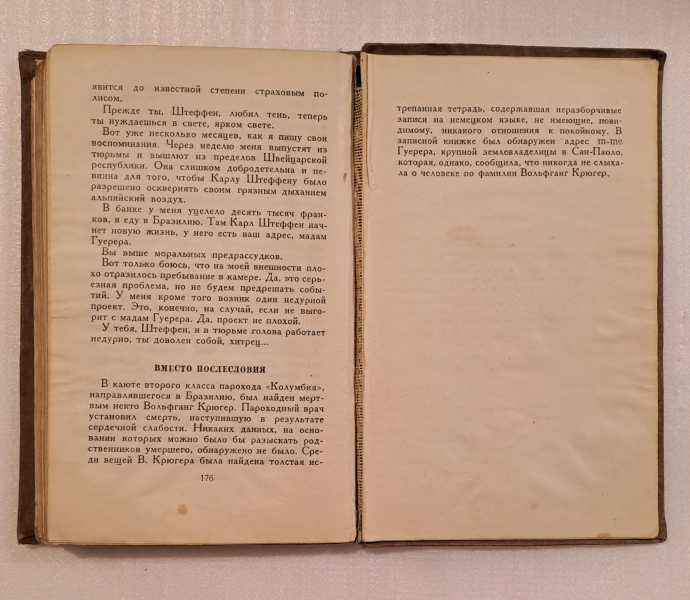 явится до известной степени страховым по-
лисом.
Прежде ты, Штеффен, любил тень, теперь
ты нуждаешься в свете, ярком свете.
Вот уже несколько месяцев, как я пишу свои
воспоминания. Через неделю меня выпустят из
тюрьмы и вышлют из пределов Швейцарской
республики. Она слишком добродетельна и не-
винна для того, чтобы Карлу Штеффену было
разрешено осквернять своим грязным дыханием
альпийский воздух.
В банке у меня уцелело десять тысяч фран-
ков, я еду в Бразилию. Там Карл Штеффен нач-
нет новую жизнь, у него есть ваш адрес, мадам
Гуерера.
Вы выше моральных предрассудков.
Вот только боюсь, что на моей внешности пло-
хо отразилось пребывание в камере. Да, это серь-
езная проблема, но не будем предрешать собы-
тий. У меня кроме того возник один недурной
проект. Это, конечно, на случай, если не выго-
рит с мадам Гуерера. Да, проект не плохой.
У тебя, Штеффен, и в тюрьме голова работает
недурно, ты доволен собой, хитрец...
ВМЕСТО ПОСЛЕСЛОВИЯ
В каюте второго класса парохода «Колумбия»,
направлявшегося в Бразилию, был найден мерт-
вым некто Вольфганг Крюгер. Пароходный врач
установил смерть, наступившую в результате
сердечной слабости. Никаких данных, на осно-
вании которых можно было бы разыскать род-
ственников умершего, обнаружено не было. Сре-
ди вещей В. Крюгера была найдена толстая ис-
176
трепанная тетрадь, содержавшая неразборчивые
записи на немецком языке, не имеющие, пови-
димому, никакого отношения к покойному. В
записной книжке был обнаружен адрес m-me
Гуерера, крупной землевладелицы в Сан-Паоло,
которая, однако, сообщила, что никогда не слыха-
ла о человеке по фамилии Вольфганг Крюгер.